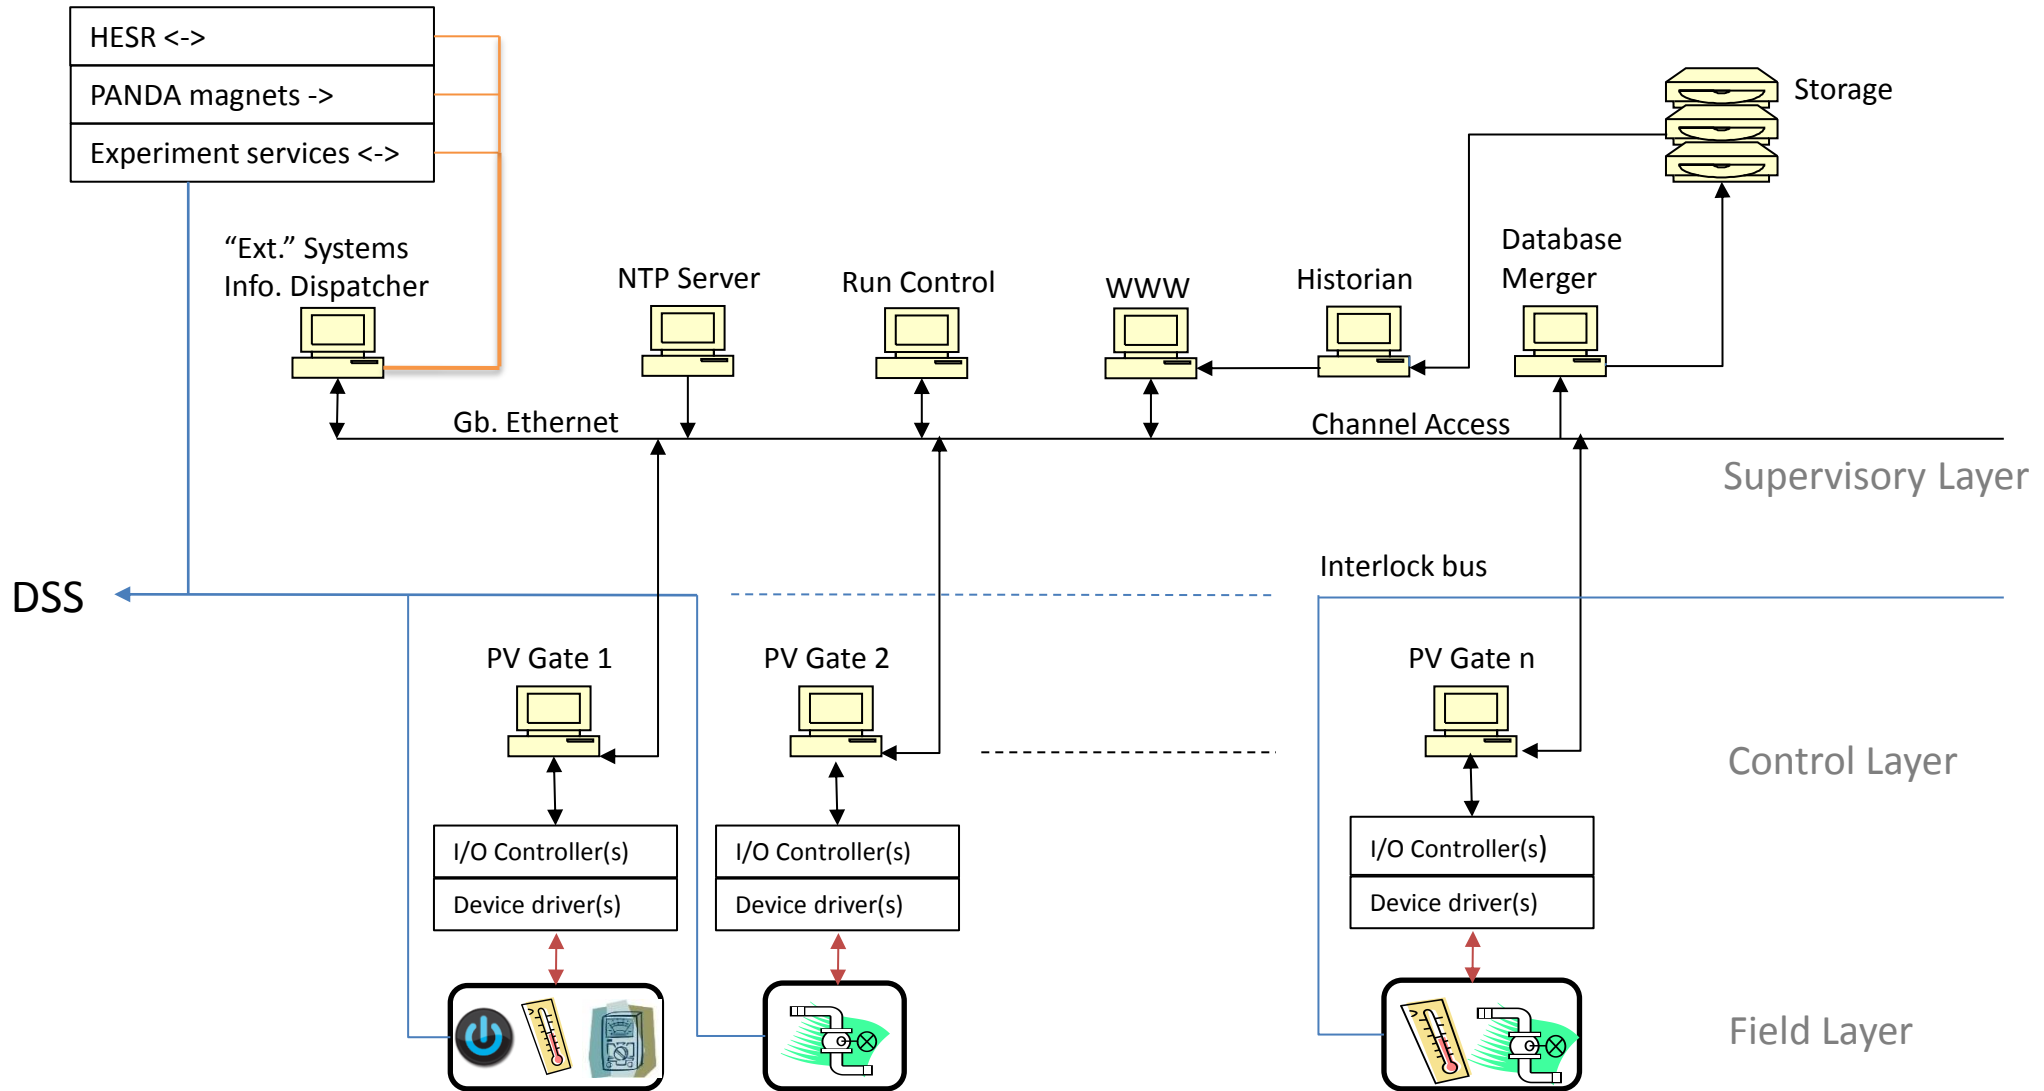 HESR <->
PANDA magnets ->
Experiment services <->
Storage
“Ext.” Systems
Info. Dispatcher
NTP Server
Run Control
WWW
Historian
Database
Merger
Gb. Ethernet
Channel Access
Supervisory Layer
Interlock bus
DSS
PV Gate 1
PV Gate 2
PV Gate n
Control Layer
I/O Controller(s)
Device driver(s)
I/O Controller(s)
Device driver(s)
I/O Controller(s)
Device driver(s)
Field Layer